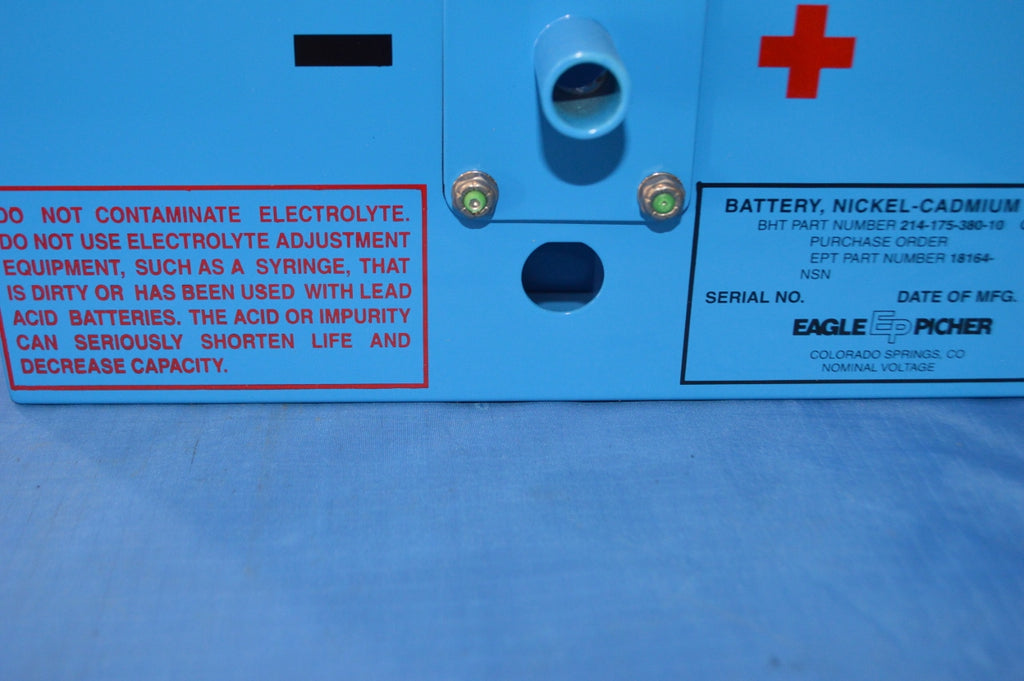 DO NOT CONTAMINATE ELECTROLYTE.
DO NOT USE ELECTROLYTE ADJUSTMENT
EQUIPMENT, SUCH AS A SYRINGE, THAT
IS DIRTY OR HAS BEEN USED WITH LEAD
ACID BATTERIES. THE ACID OR IMPURITY
CAN SERIOUSLY SHORTEN LIFE AND
DECREASE CAPACITY.
BATTERY, NICKEL-CADMIUM
BHT PART NUMBER 214-175-380-10
PURCHASE ORDER
EPT PART NUMBER 18164-
NSN
SERIAL NO. DATE OF MFG.
EAGLE EP PICHER
COLORADO SPRINGS, CO
NOMINAL VOLTAGE